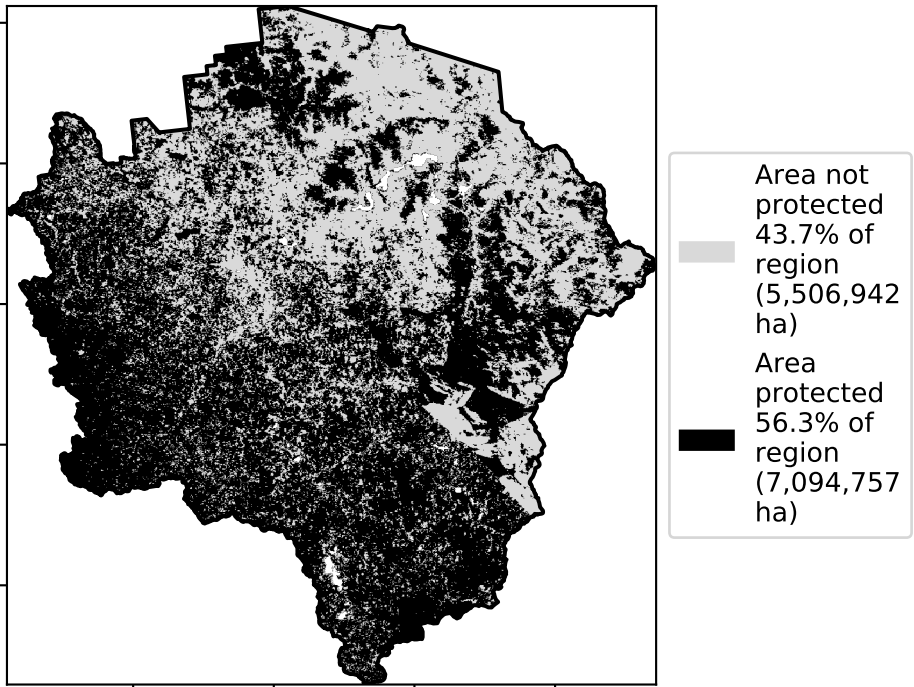 Area not
protected
43.7% of
region
(5,506,942
ha)
Area
protected
56.3% of
region
(7,094,757
ha)